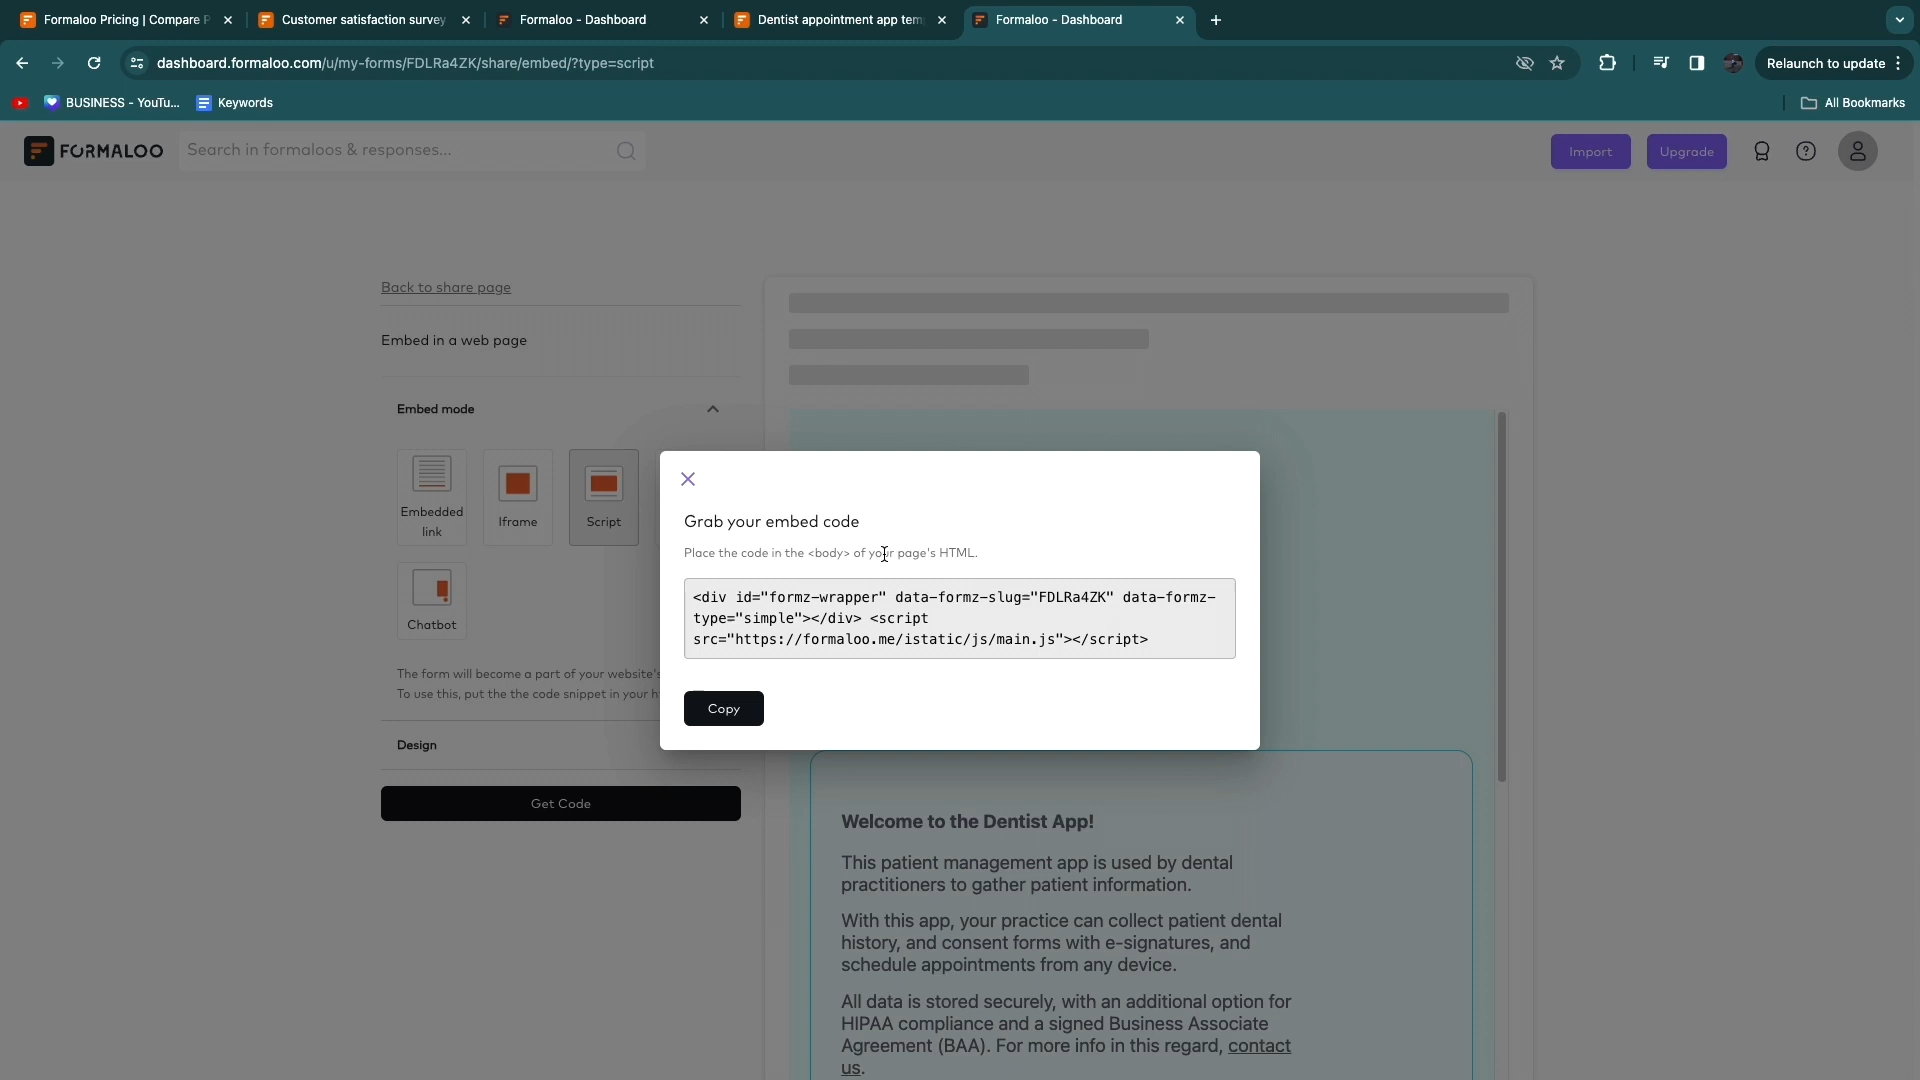 Formaloo Pricing | Compare P
Customer satisfaction survey
Formaloo - Dashboard
Dentist appointment app tem
Formaloo - Dashboard
dashboard.formaloo.com/u/my-forms/FDLRa4ZK/share/embed/?type=script
Relaunch to update
BUSINESS - YouTu...
Keywords
All Bookmarks
FORMALOO
Search in formaloos & responses...
Import
Upgrade
Back to share page
Embed in a web page
Embed mode
Embedded
link
Iframe
Script
Chatbot
The form will become a part of your website's
To use this, put the the code snippet in your h
Design
Get Code
Grab your embed code
Place the code in the <body> of your page's HTML.
<div id="formz-wrapper" data-formz-slug="FDLRa4ZK" data-formz-
type="simple"></div> <script
src="https://formaloo.me/istatic/js/main.js"></script>
Copy
Welcome to the Dentist App!
This patient management app is used by dental
practitioners to gather patient information.
With this app, your practice can collect patient dental
history, and consent forms with e-signatures, and
schedule appointments from any device.
All data is stored securely, with an additional option for
HIPAA compliance and a signed Business Associate
Agreement (BAA). For more info in this regard, contact
us.